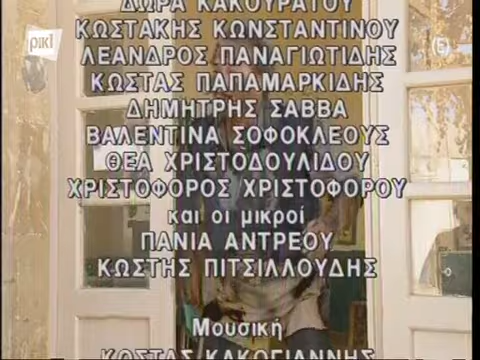 ΔΩΡΑ ΚΑΚΟΥΡΑΤΟΥ
ΚΩΣΤΑΚΗΣ ΚΩΝΣΤΑΝΤΙΝΟΥ
ΛΕΑΝΔΡΟΣ ΠΑΝΑΓΙΩΤΙΔΗΣ
ΚΩΣΤΑΣ ΠΑΠΑΜΑΡΚΙΔΗΣ
ΔΗΜΗΤΡΗΣ ΣΑΒΒΑ
ΒΑΛΕΝΤΙΝΑ ΣΟΦΟΚΛΕΟΥΣ
ΘΕΑ ΧΡΙΣΤΟΔΟΥΛΙΔΟΥ
ΧΡΙΣΤΟΦΟΡΟΣ ΧΡΙΣΤΟΦΟΡΟΥ
και οι μικροί
ΠΑΝΙΑ ΑΝΤΡΕΟΥ
ΚΩΣΤΗΣ ΠΙΤΣΙΛΛΟΥΔΗΣ
Μουσική
ΚΩΣΤΑΣ ΚΑΚΟΓΙΑΝΝΗΣ
ΡΙΚ1